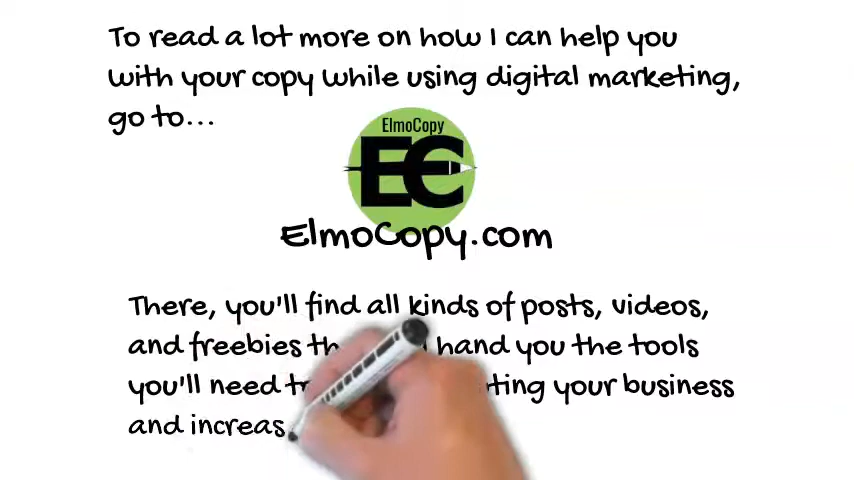 To read a lot more on how I can help you
with your copy while using digital marketing,
go to...
ElmoCopy
EC
ElmoCopy.com
There, you'll find all kinds of posts, videos,
and freebies hand you the tools
you'll need your business
and increas